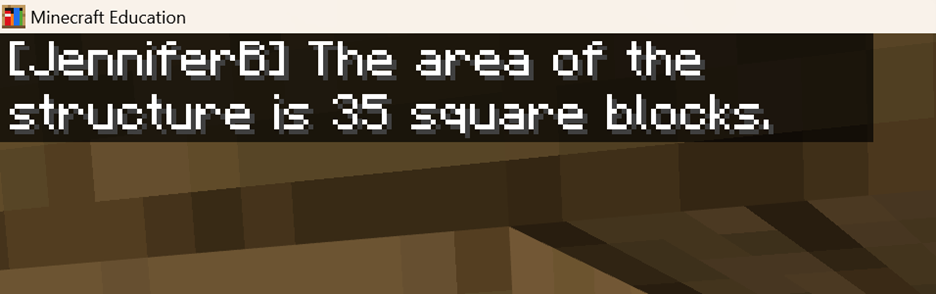 Minecraft Education
[JenniferB] The area of the
structure is 35 square blocks.